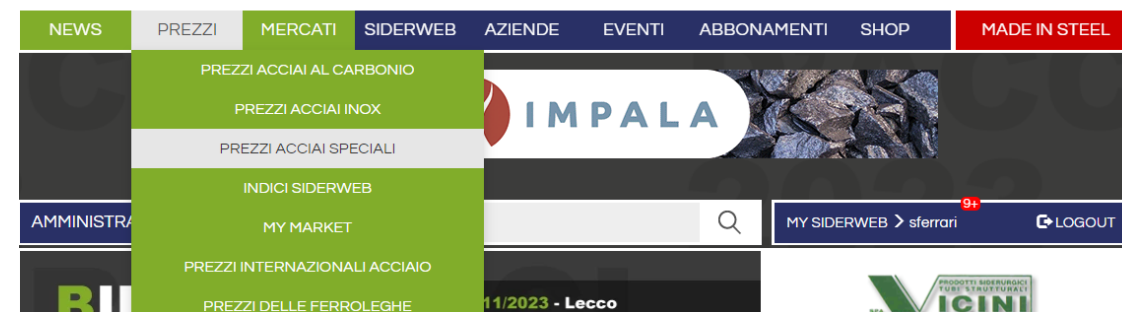 NEWS PREZZI MERCATI SIDERWEB AZIENDE EVENTI ABBONAMENTI SHOP MADE IN STEEL
PREZZI ACCIAI AL CARBONIO
PREZZI ACCIAI INOX
IMPALA
PREZZI ACCIAI SPECIALI
INDICI SIDERWEB
9+
MY SIDERWEB > sferrari LOGOUT
MY MARKET
PREZZI INTERNAZIONALI ACCIAIO
PREZZI DELLE FERROLEGHE
11/2023 - Lecco
PRODOTTI SIDERURGICI
TUBI STRUTTURALI
VICINI